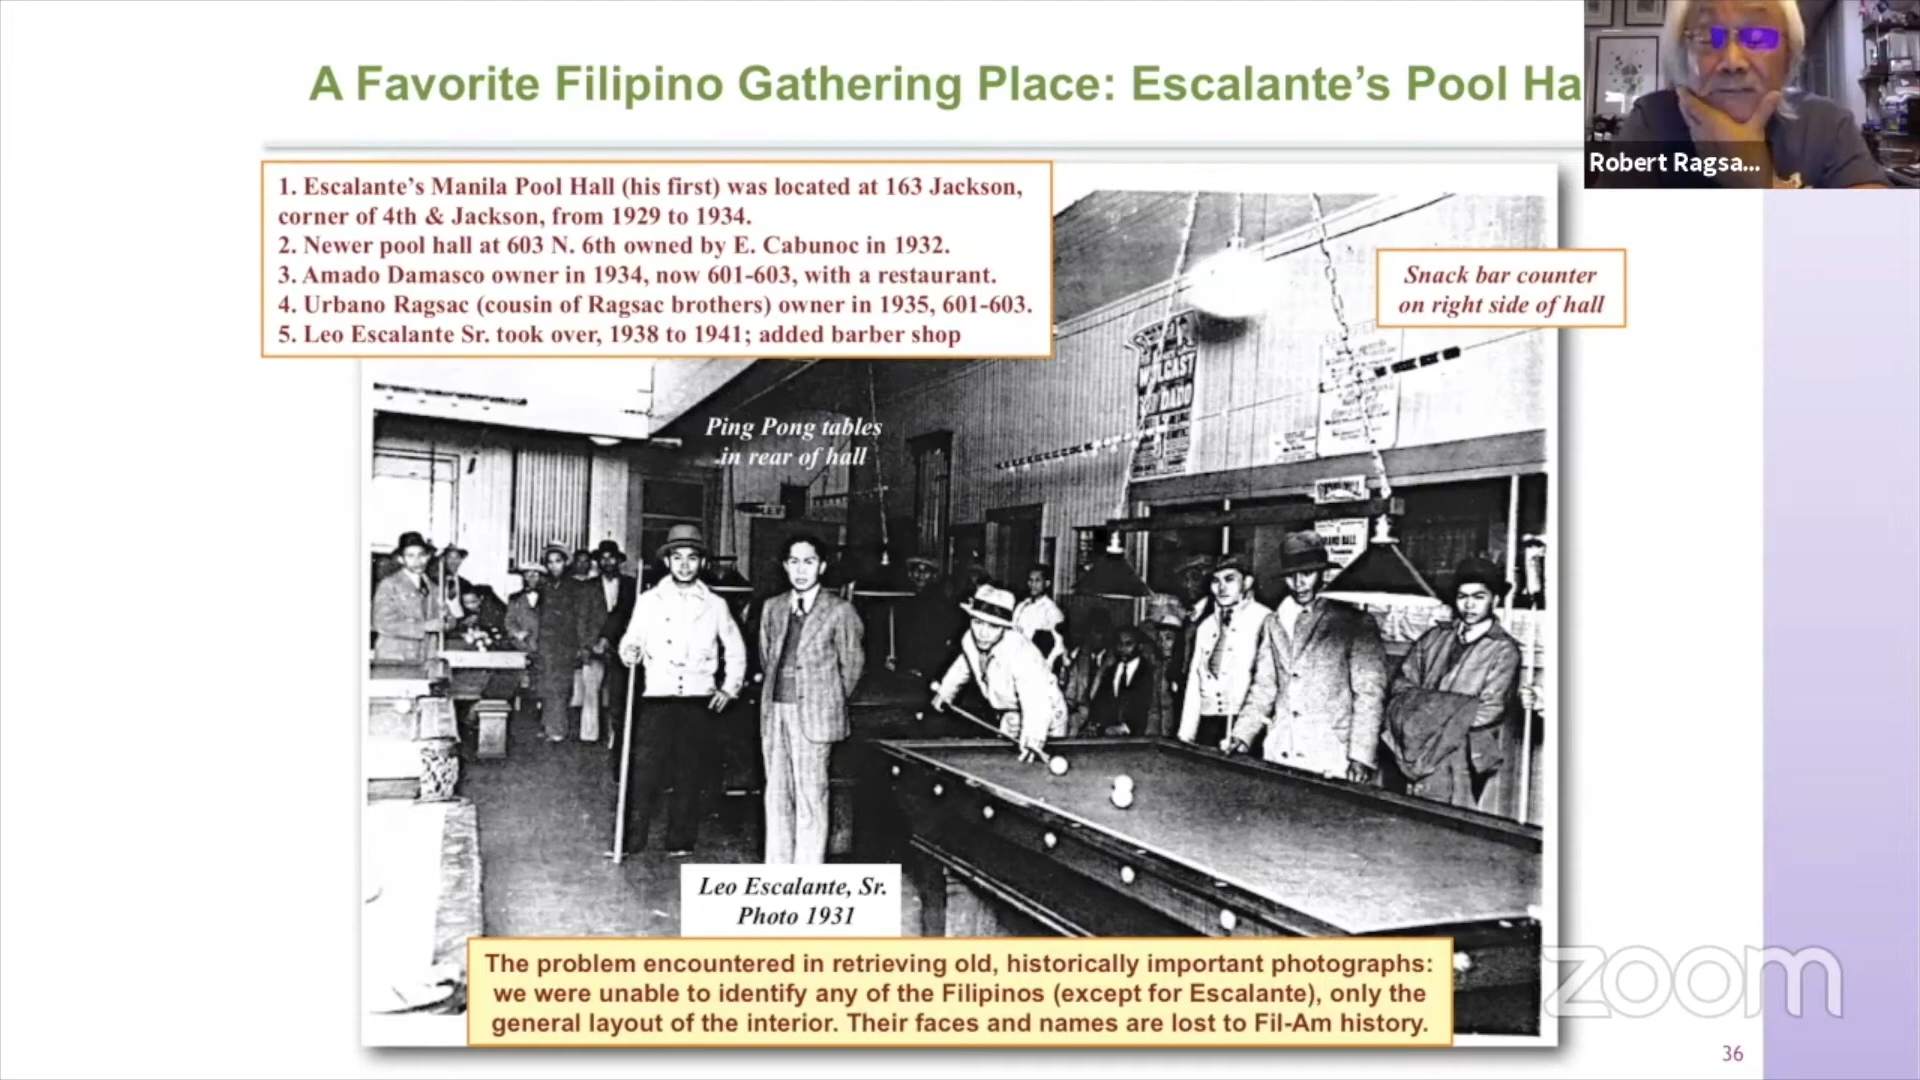 A Favorite Filipino Gathering Place: Escalante's Pool Ha
Robert Ragsa...
1. Escalante's Manila Pool Hall (his first) was located at 163 Jackson,
corner of 4th & Jackson, from 1929 to 1934.
2. Newer pool hall at 603 N. 6th owned by E. Cabunoc in 1932.
3. Amado Damasco owner in 1934, now 601-603, with a restaurant.
4. Urbano Ragsac (cousin of Ragsac brothers) owner in 1935, 601-603.
5. Leo Escalante Sr. took over, 1938 to 1941; added barber shop
Snack bar counter
on right side of hall
WOLGAST
DADO
Ping Pong tables
in rear of hall
Leo Escalante, Sr.
Photo 1931
The problem encountered in retrieving old, historically important photographs:
we were unable to identify any of the Filipinos (except for Escalante), only the
general layout of the interior. Their faces and names are lost to Fil-Am history.
zoom
36